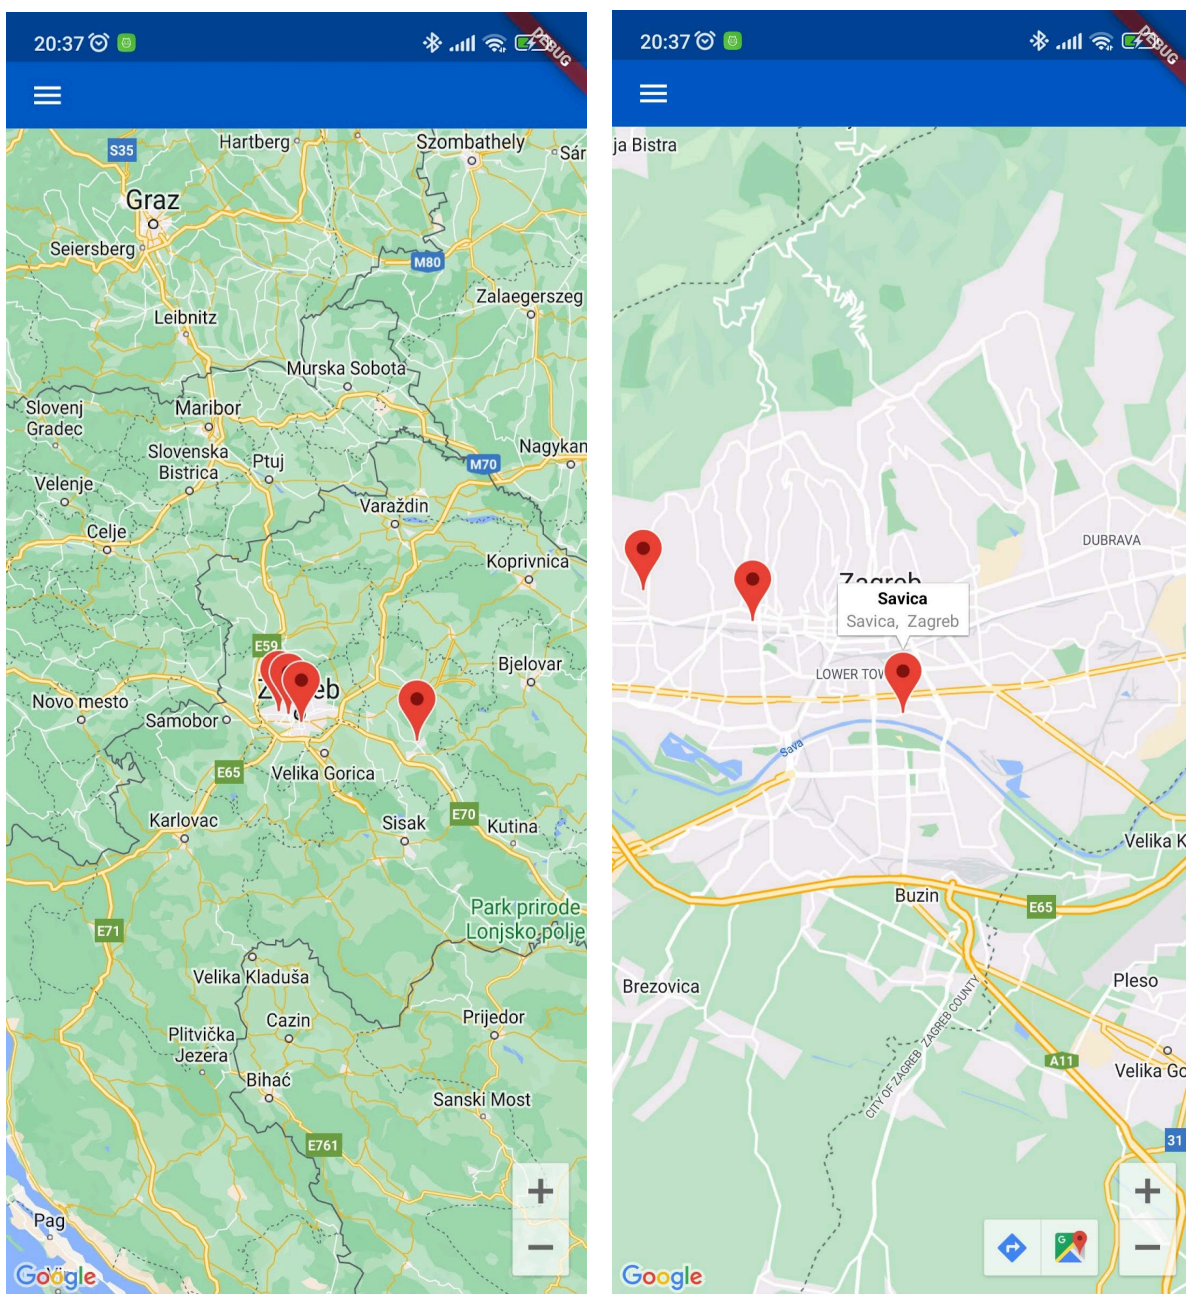 20:37
DEBUG
S35
Hartberg
Szombathely
Sár
Graz
Seiersberg
M80
Zalaegerszeg
Leibnitz
Murska Sobota
Slovenj
Gradec
Maribor
Slovenska
Bistrica
Ptuj
M70
Nagykan
Velenje
Varaždin
Celje
Koprivnica
E59
Bjelovar
Novo mesto
Samobor
E65
Velika Gorica
Karlovac
Sisak
E70
Kutina
Park prirode
Lonjsko polje
E71
Velika Kladuša
Cazin
Prijedor
Plitvička
Jezera
Bihać
Sanski Most
E761
Pag
Google
20:37
DEBUG
ja Bistra
DUBRAVA
Zagreb
Savica
Savica, Zagreb
LOWER TOW
Sava
Velika K
Buzin
E65
Brezovica
Pleso
CITY OF ZAGREB
ZAGREB COUNTY
A11
Velika Go
31
G
Google